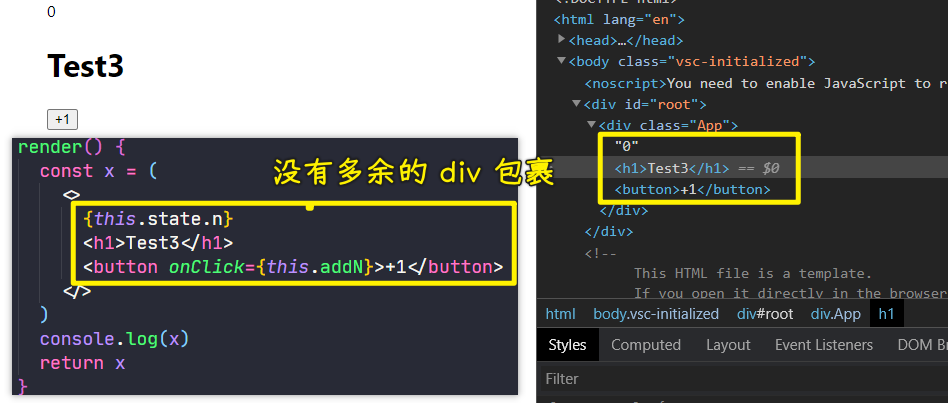 0
Test3
+1
render() {
const x = (
<>
{this.state.n}
<h1>Test3</h1>
<button onClick={this.addN}>+1</button>
</>
)
console.log(x)
return x
}
没有多余的 div 包裹
<html lang="en">
<head>…</head>
<body class="vsc-initialized">
<noscript>You need to enable JavaScript to r
<div id="root">
<div class="App">
"0"
<h1>Test3</h1> == $0
<button>+1</button>
</div>
</div>
<!--
This HTML file is a template.
If you open it directly in the browser
html body.vsc-initialized div#root div.App h1
Styles Computed Layout Event Listeners DOM Br
Filter